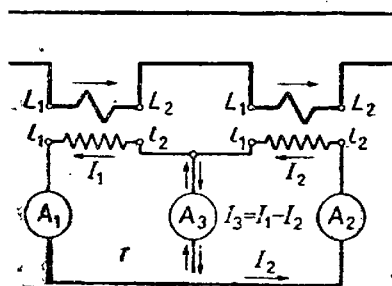 L₁ L₂ L₁ L₂
l₁ l₂ l₁ l₂
I₁ I₂
A₁ A₃ I₃=I₁-I₂ A₂
I₂